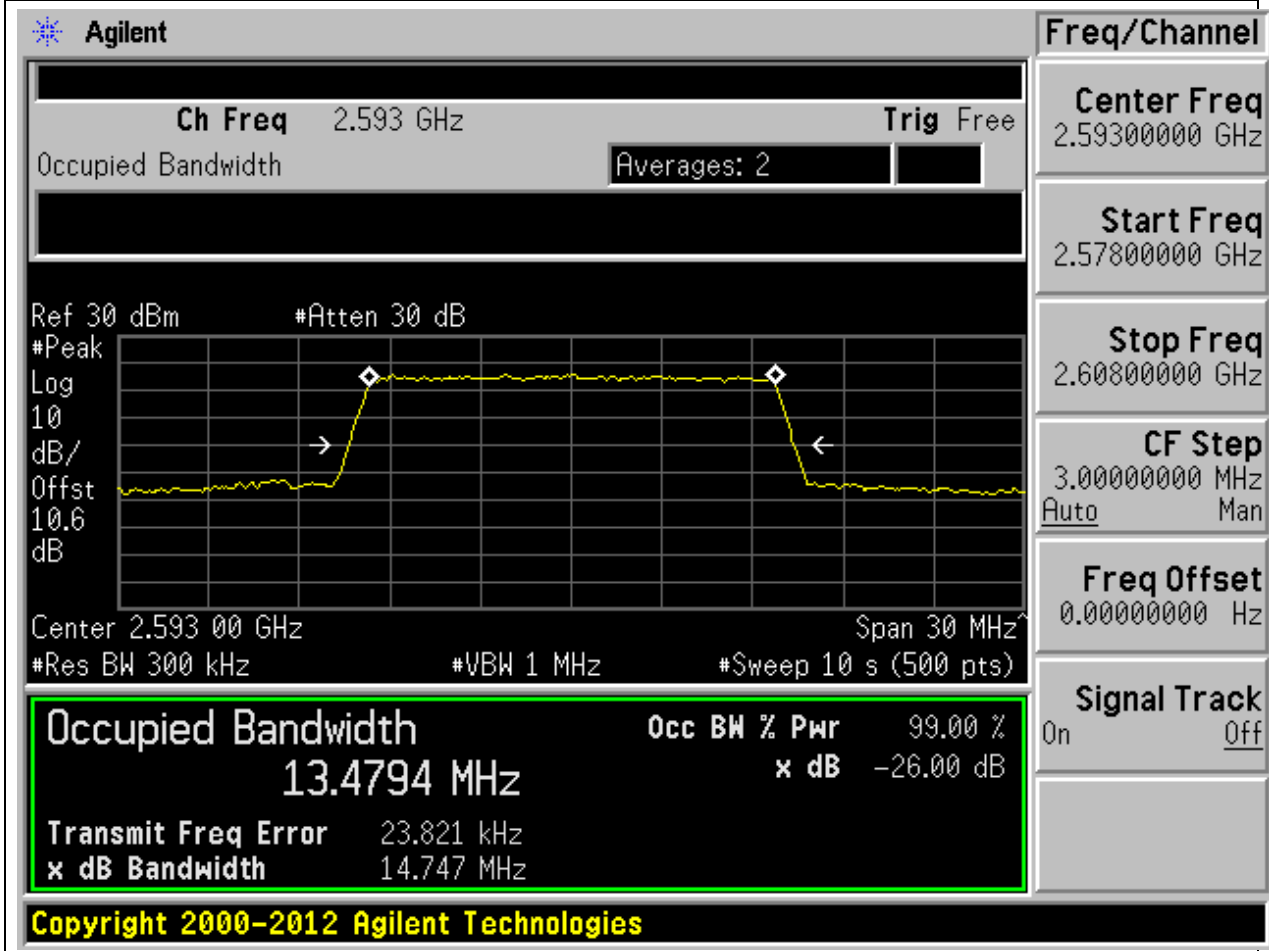 Agilent
Freq/Channel
Ch Freq 2.593 GHz Trig Free
Occupied Bandwidth Averages: 2
Ref 30 dBm #Atten 30 dB
#Peak
Log
10
dB/
Offst
10.6
dB
Center 2.593 00 GHz Span 30 MHz^
#Res BW 300 kHz #VBW 1 MHz #Sweep 10 s (500 pts)
Occupied Bandwidth
13.4794 MHz
Occ BW % Pwr 99.00 %
x dB -26.00 dB
Transmit Freq Error 23.821 kHz
x dB Bandwidth 14.747 MHz
Copyright 2000-2012 Agilent Technologies
Center Freq
2.59300000 GHz
Start Freq
2.57800000 GHz
Stop Freq
2.60800000 GHz
CF Step
3.00000000 MHz
Auto Man
Freq Offset
0.00000000 Hz
Signal Track
On Off